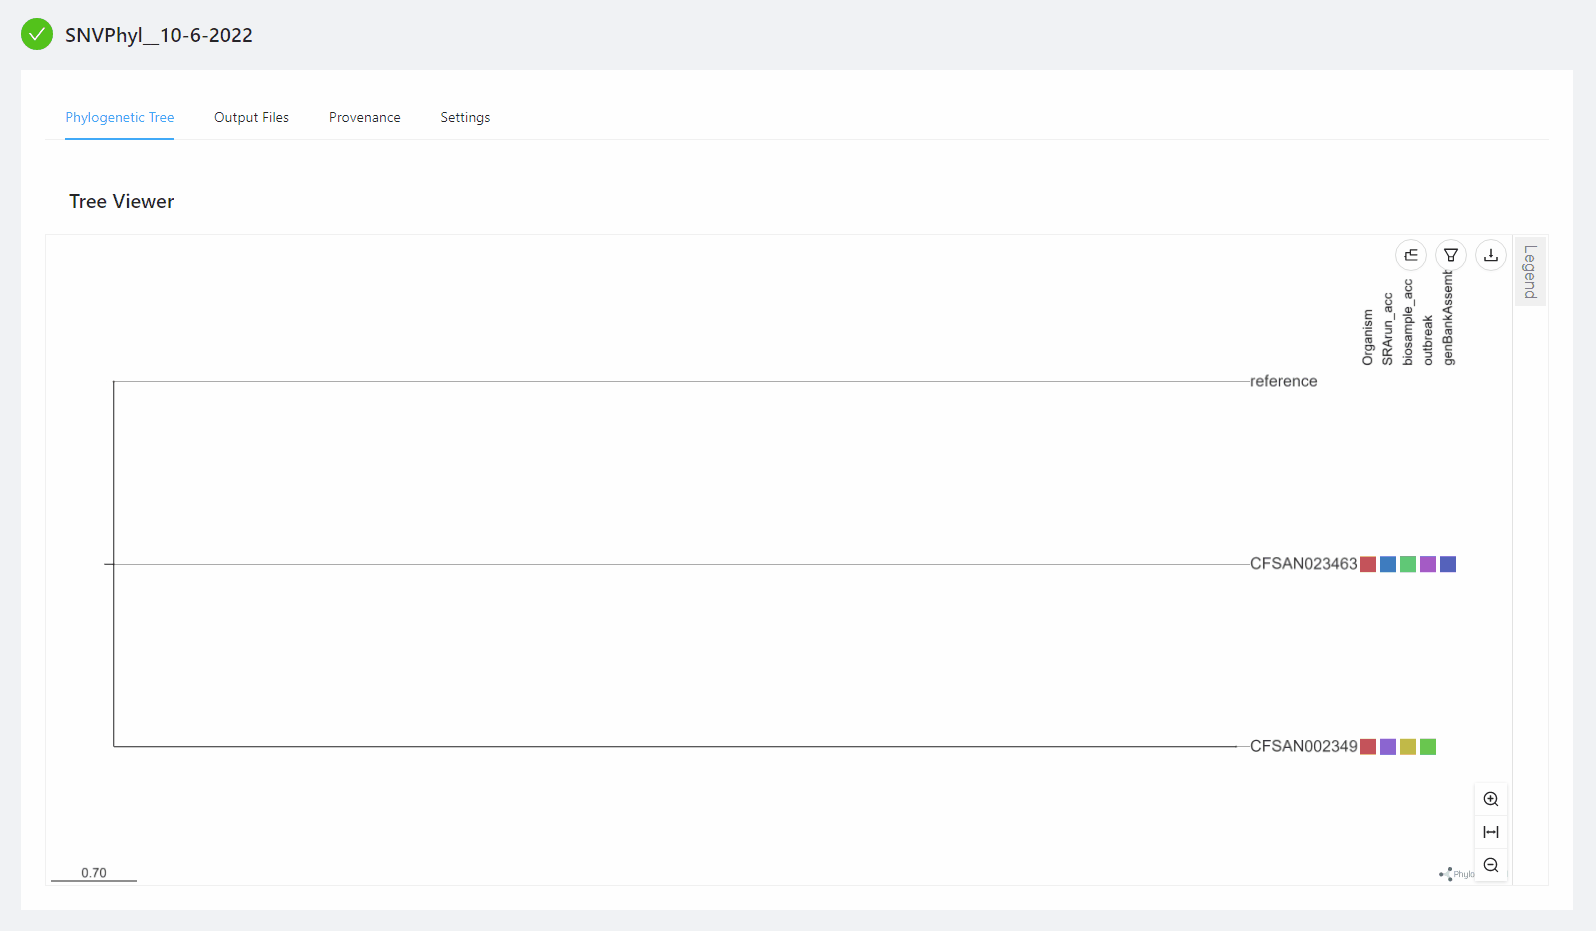 SNVPhyl__10-6-2022
Phylogenetic Tree Output Files Provenance Settings
Tree Viewer
Legend
Organism
SRArun_acc
biosample_acc
outbreak
genBankAssemb
reference
CFSAN023463
CFSAN002349
0.70
Phylo